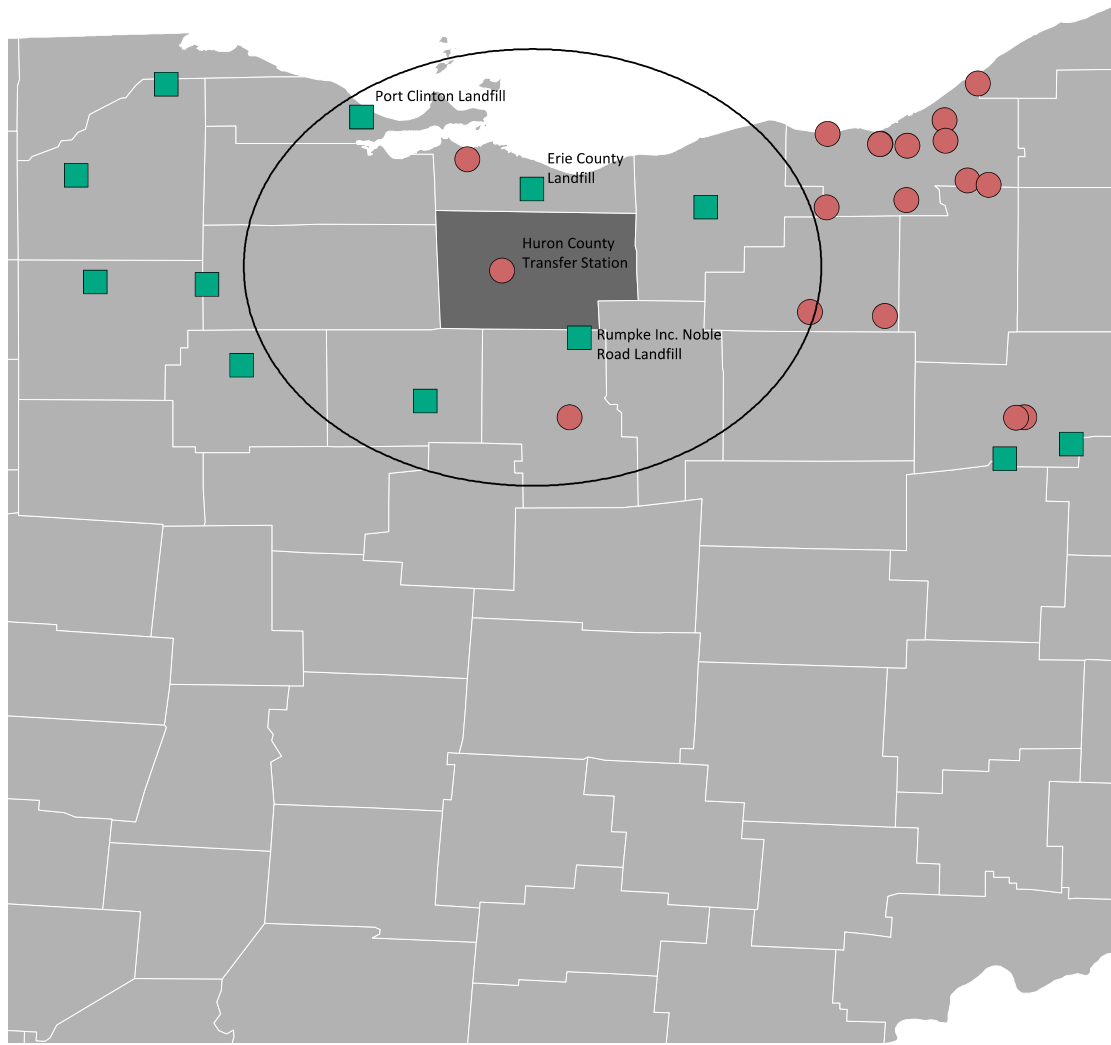 Port Clinton Landfill
Erie County
Landfill
Huron County
Transfer Station
Rumpke Inc. Noble
Road Landfill